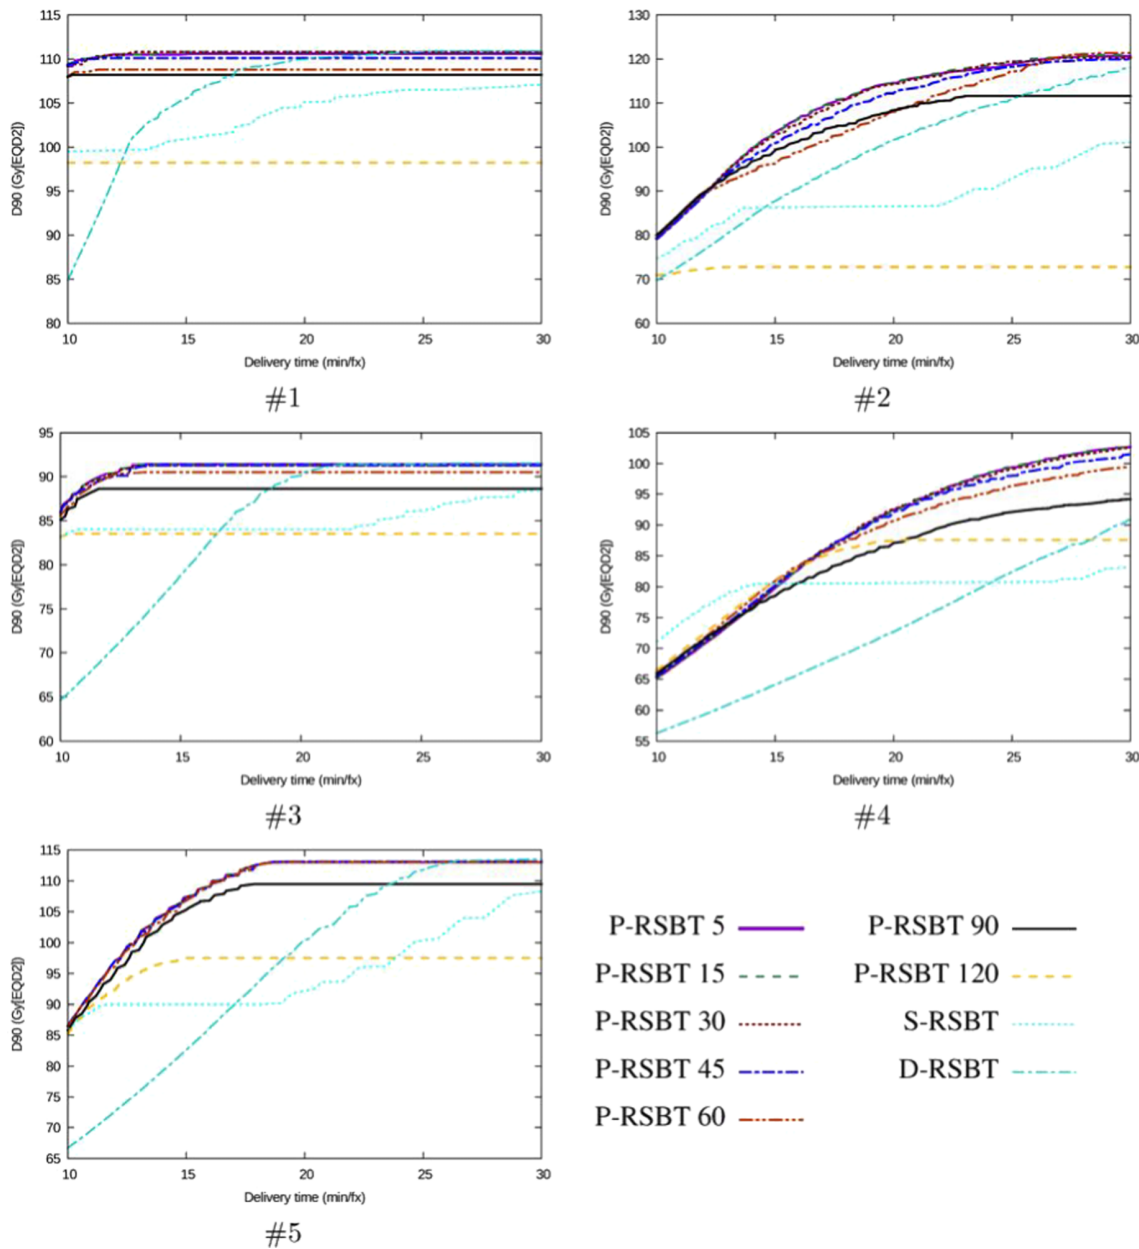 115
110
105
100
95
90
85
80
D90 (Gy[EQD2])
10 15 20 25 30
Delivery time (min/fx)
#1
130
120
110
100
90
80
70
60
D90 (Gy[EQD2])
10 15 20 25 30
Delivery time (min/fx)
#2
95
90
85
80
75
70
65
60
D90 (Gy[EQD2])
10 15 20 25 30
Delivery time (min/fx)
#3
105
100
95
90
85
80
75
70
65
60
55
D90 (Gy[EQD2])
10 15 20 25 30
Delivery time (min/fx)
#4
115
110
105
100
95
90
85
80
75
70
65
D90 (Gy[EQD2])
10 15 20 25 30
Delivery time (min/fx)
#5
P-RSBT 5
P-RSBT 15
P-RSBT 30
P-RSBT 45
P-RSBT 60
P-RSBT 90
P-RSBT 120
S-RSBT
D-RSBT